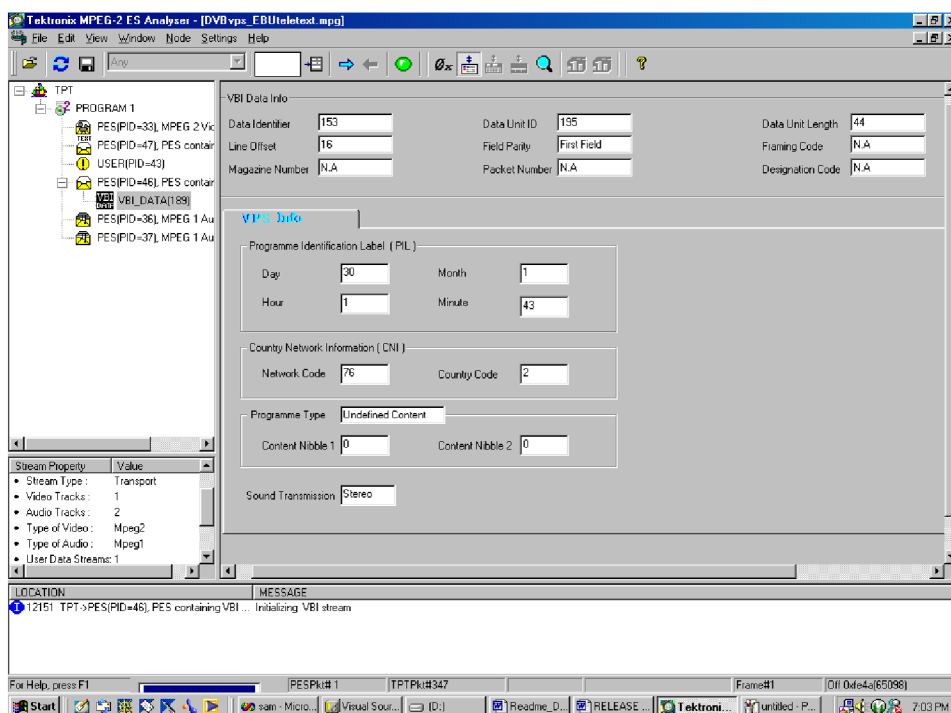 Tektronix MPEG-2 ES Analyser - [DVBvps_EBUteletext.mpg]
File Edit View Window Node Settings Help
Any
TPT
PROGRAM 1
PES(PID=33), MPEG 2 Vic
PES(PID=47), PES contair
USER(PID=43)
PES(PID=46), PES contair
VBI_DATA(189)
PES(PID=36), MPEG 1 Au
PES(PID=37), MPEG 1 Au
VBI Data Info
Data Identifier 153 Data Unit ID 195 Data Unit Length 44
Line Offset 16 Field Parity First Field Framing Code N.A
Magazine Number N.A Packet Number N.A Designation Code N.A
VPS Info
Programme Identification Label ( PIL )
Day 30 Month 1
Hour 1 Minute 43
Country Network Information ( CNI )
Network Code 76 Country Code 2
Programme Type Undefined Content
Content Nibble 1 0 Content Nibble 2 0
Sound Transmission Stereo
Stream Property Value
Stream Type : Transport
Video Tracks : 1
Audio Tracks : 2
Type of Video : Mpeg2
Type of Audio : Mpeg1
User Data Streams: 1
LOCATION MESSAGE
12151 TPT->PES(PID=46), PES containing VBI ... Initializing VBI stream
For Help, press F1 PESPkt# 1 TPTPkt#347 Frame#1 Off 0xfe4a(65098)
Start sam - Micro... Visual Sour... (D:) Readme_D... RELEASE ... Tektroni... untitled - P... 7:03 PM